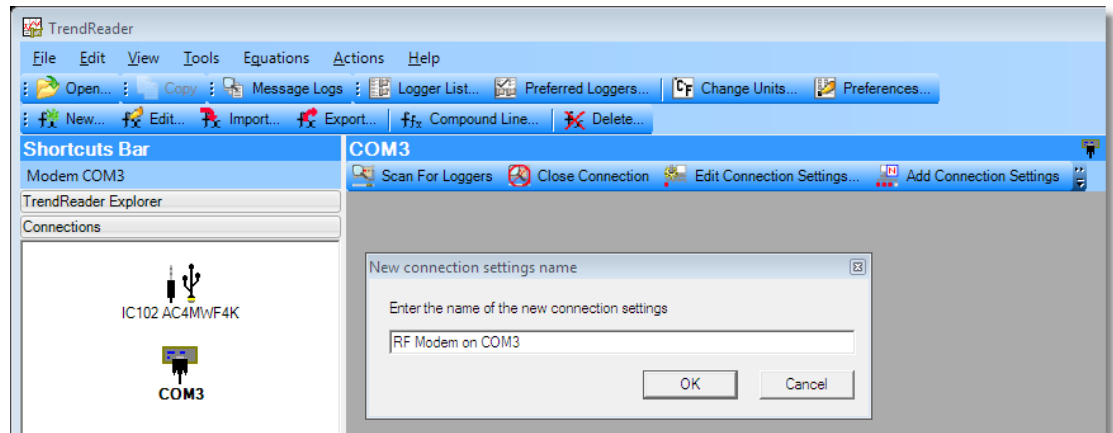 TrendReader
File Edit View Tools Equations Actions Help
Open... Copy Message Logs Logger List... Preferred Loggers... Change Units... Preferences...
New... Edit... Import... Export... Compound Line... Delete...
Shortcuts Bar COM3
Modem COM3 Scan For Loggers Close Connection Edit Connection Settings... Add Connection Settings
TrendReader Explorer
Connections
New connection settings name
Enter the name of the new connection settings
IC102 AC4MWF4K
RF Modem on COM3
OK Cancel
COM3